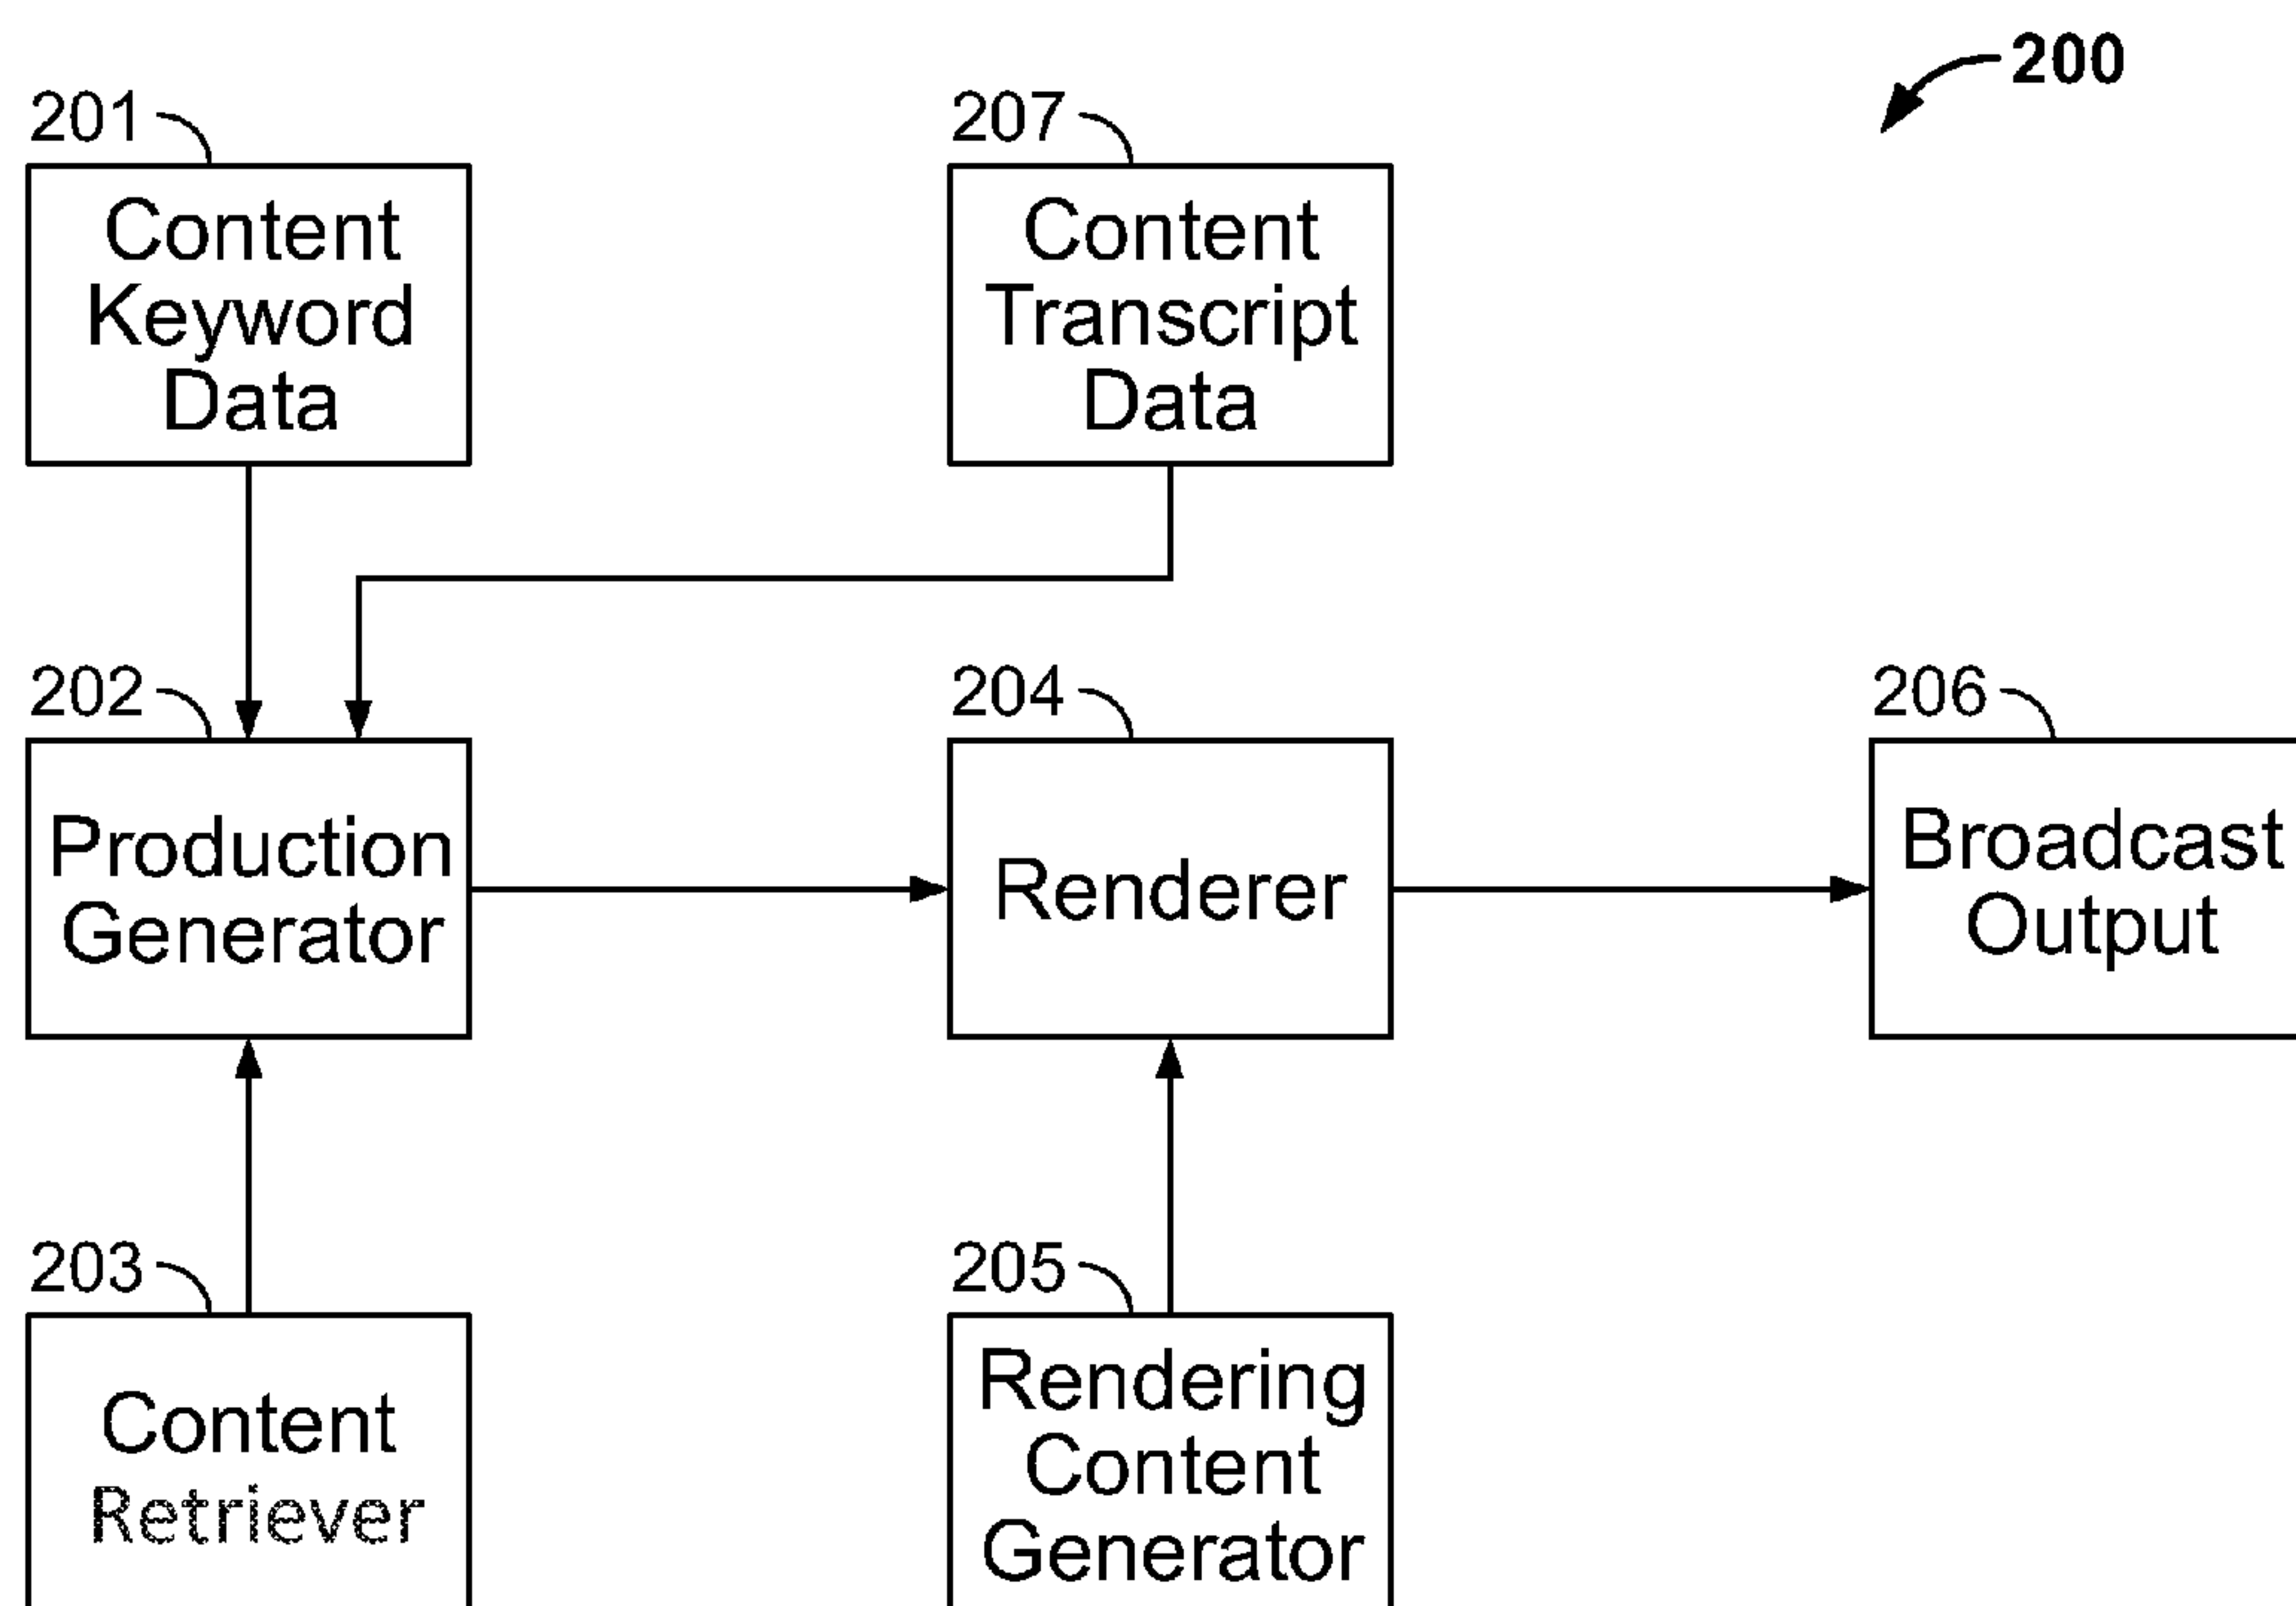 200
201
Content
Keyword
Data
207
Content
Transcript
Data
202
Production
Generator
204
Renderer
206
Broadcast
Output
203
Content
Retriever
205
Rendering
Content
Generator